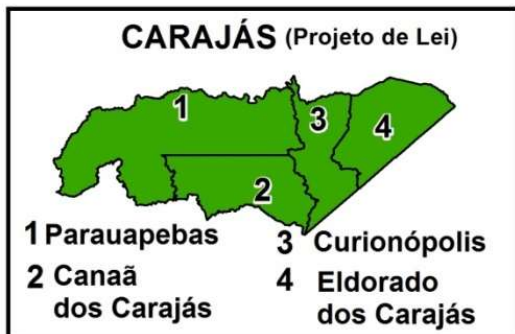 CARAJÁS (Projeto de Lei)
1
3
4
2
1 Parauapebas
2 Canaã
dos Carajás
3 Curionópolis
4 Eldorado
dos Carajás